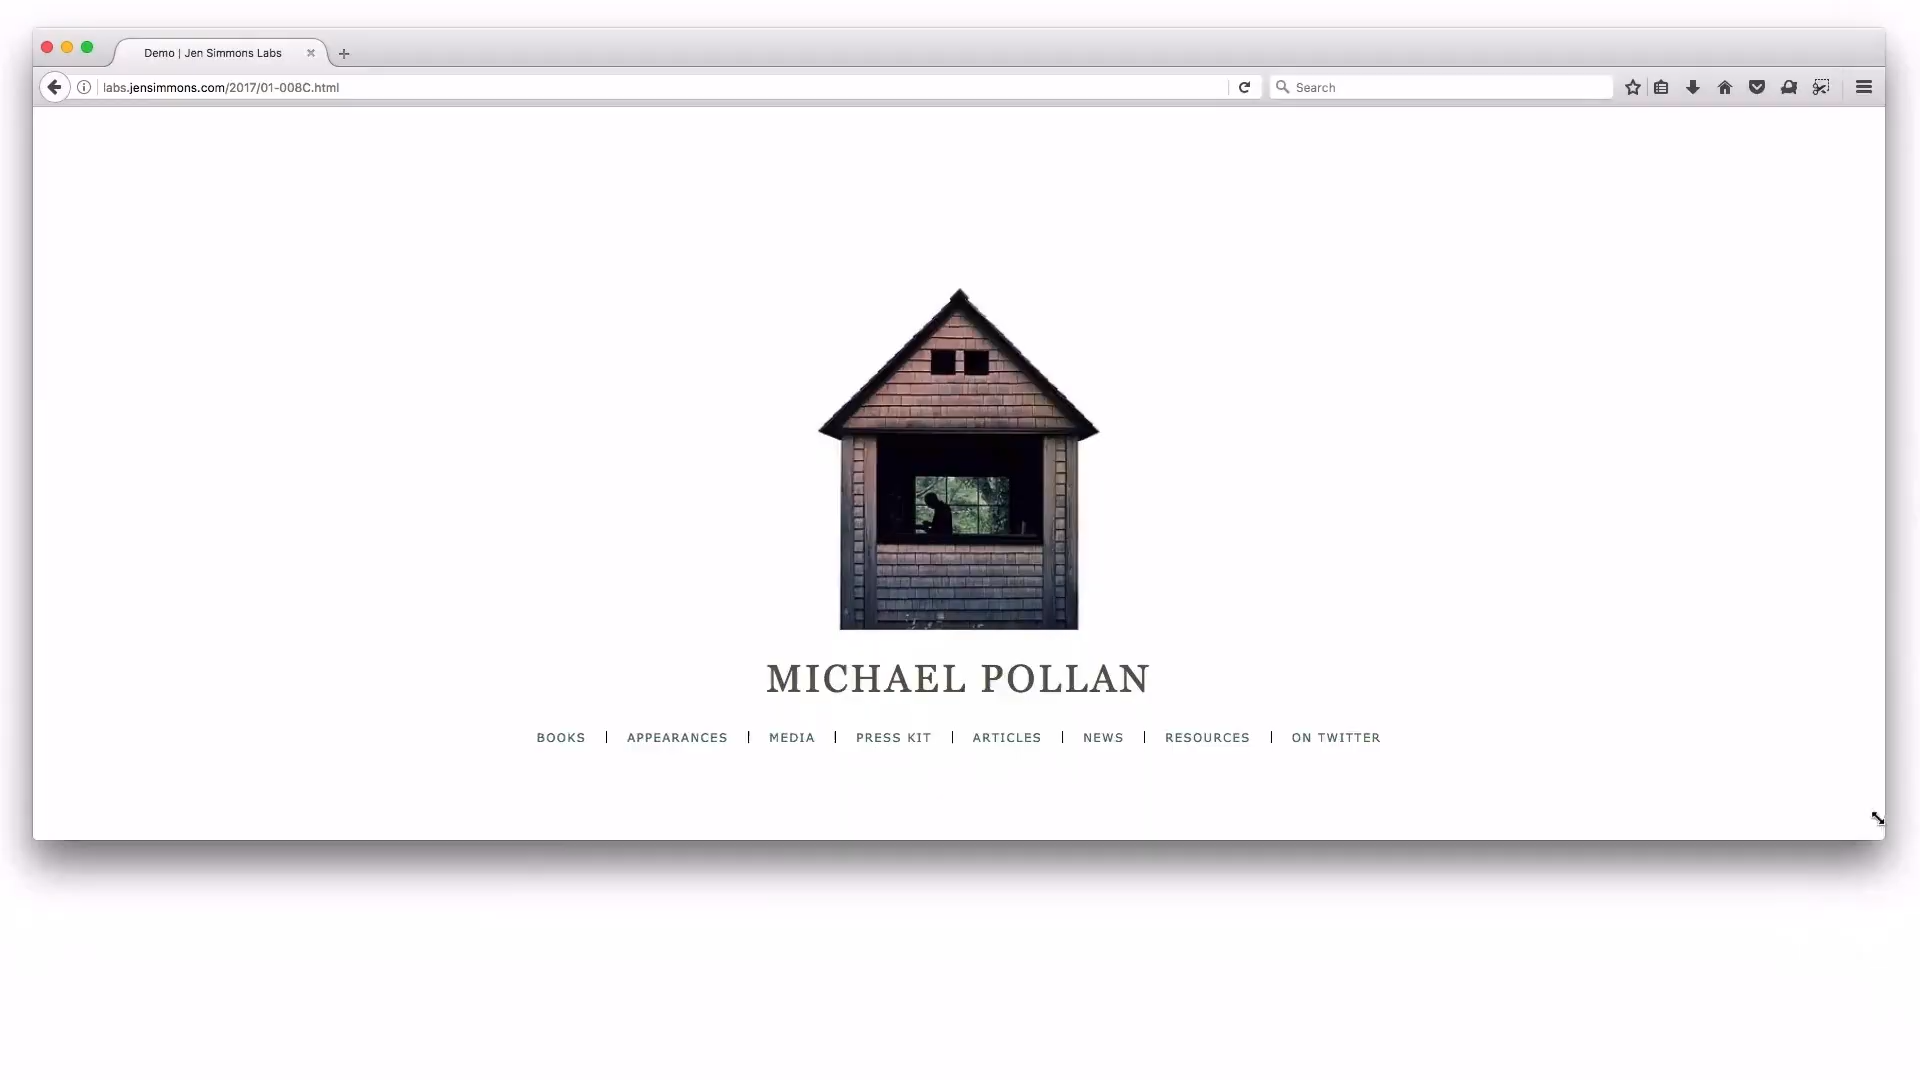 Demo | Jen Simmons Labs
labs.jensimmons.com/2017/01-008C.html
Search
MICHAEL POLLAN
BOOKS | APPEARANCES | MEDIA | PRESS KIT | ARTICLES | NEWS | RESOURCES | ON TWITTER